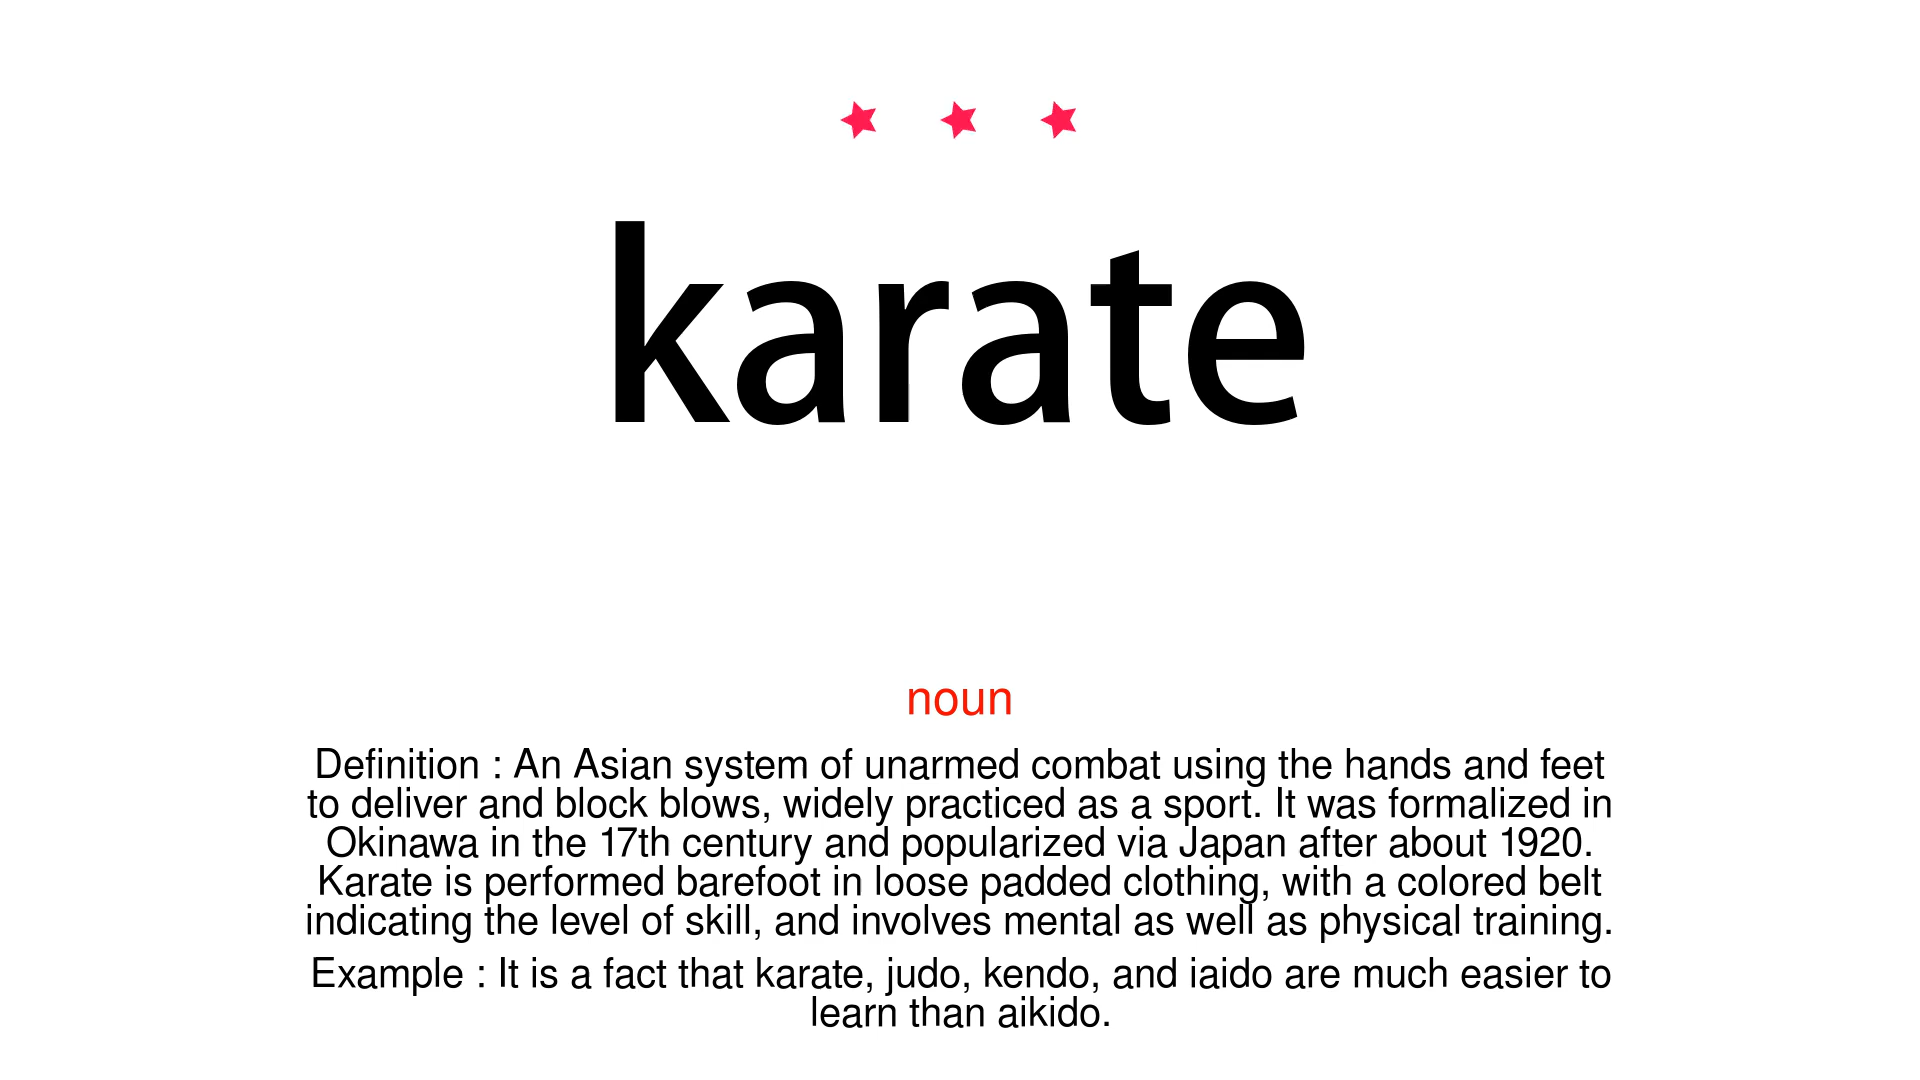 karate
noun
Definition : An Asian system of unarmed combat using the hands and feet
to deliver and block blows, widely practiced as a sport. It was formalized in
Okinawa in the 17th century and popularized via Japan after about 1920.
Karate is performed barefoot in loose padded clothing, with a colored belt
indicating the level of skill, and involves mental as well as physical training.
Example : It is a fact that karate, judo, kendo, and iaido are much easier to
learn than aikido.